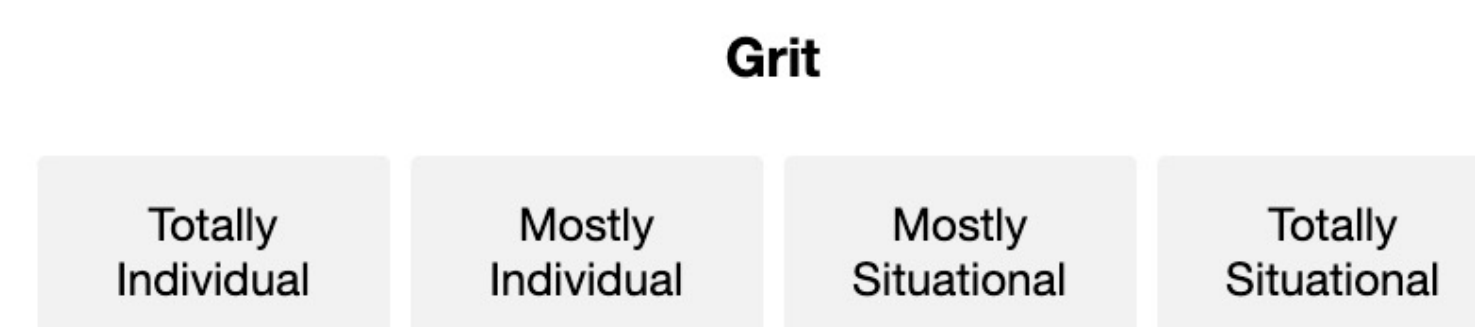 Grit
Totally
Individual
Mostly
Individual
Mostly
Situational
Totally
Situational